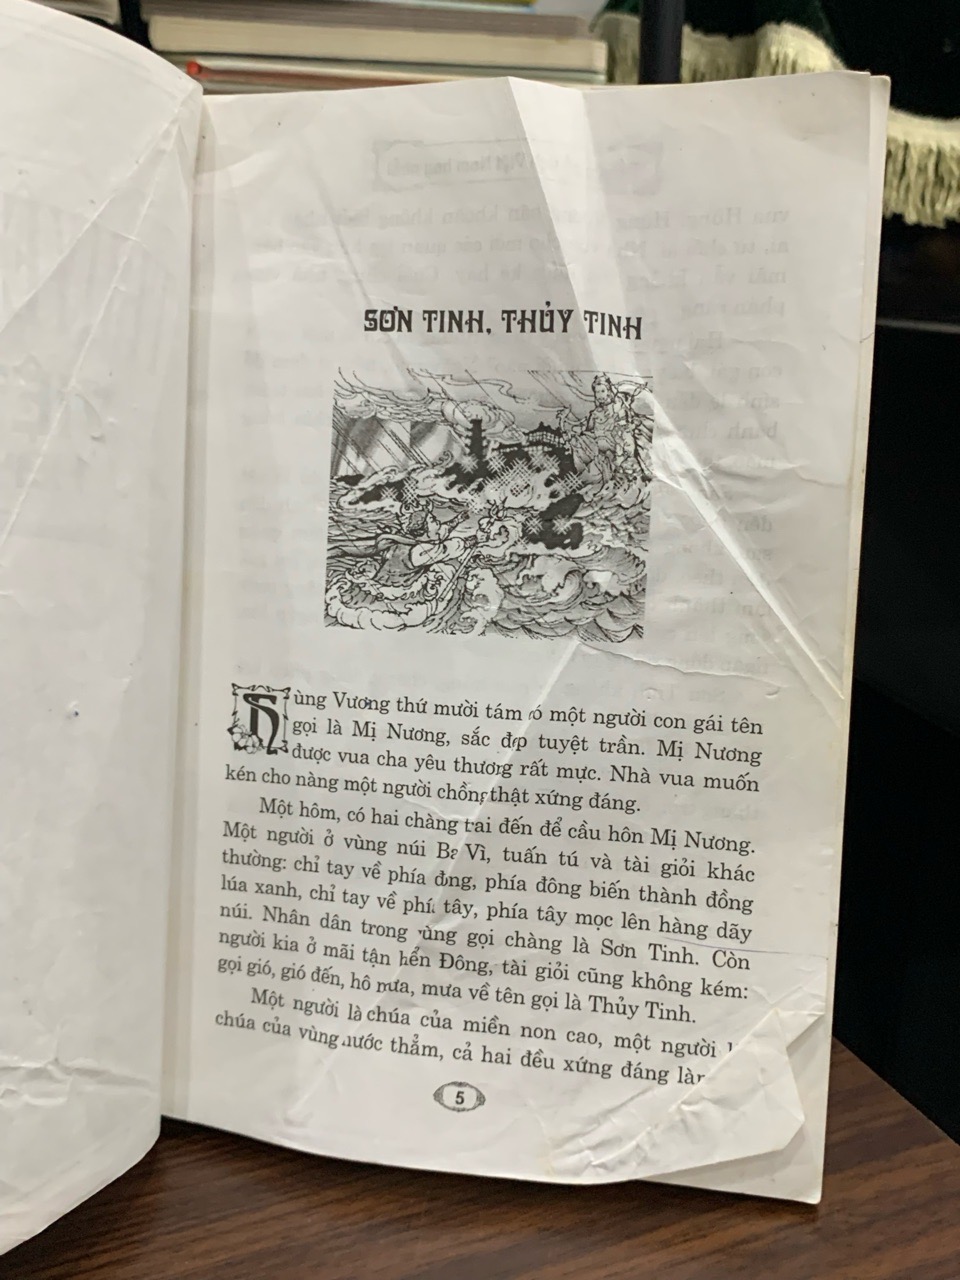 SƠN TINH, THỦY TINH
Hùng Vương thứ mười tám có một người con gái tên
gọi là Mị Nương, sắc đẹp tuyệt trần. Mị Nương
được vua cha yêu thương rất mực. Nhà vua muốn
kén cho nàng một người chồng thật xứng đáng.
Một hôm, có hai chàng trai đến để cầu hôn Mị Nương.
Một người ở vùng núi Ba Vì, tuấn tú và tài giỏi khác
thường: chỉ tay về phía đông, phía đông biến thành đồng
lúa xanh, chỉ tay về phía tây, phía tây mọc lên hàng dãy
núi. Nhân dân trong vùng gọi chàng là Sơn Tinh. Còn
người kia ở mãi tận Đông, tài giỏi cũng không kém:
gọi gió, gió đến, hô mưa, mưa về tên gọi là Thủy Tinh.
Một người là chúa của miền non cao, một người
chúa của vùng nước thẳm, cả hai đều xứng đáng làm
5